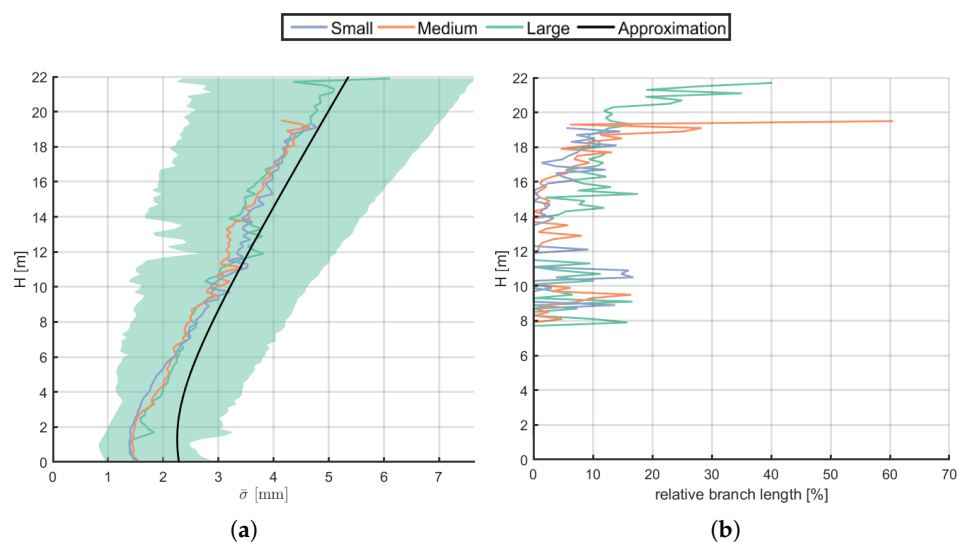 Small Medium Large Approximation
22
20
18
16
14
12
10
8
6
4
2
0
H [m]
0 1 2 3 4 5 6 7
σ̄ [mm]
(a)
22
20
18
16
14
12
10
8
6
4
2
0
H [m]
0 10 20 30 40 50 60 70
relative branch length [%]
(b)